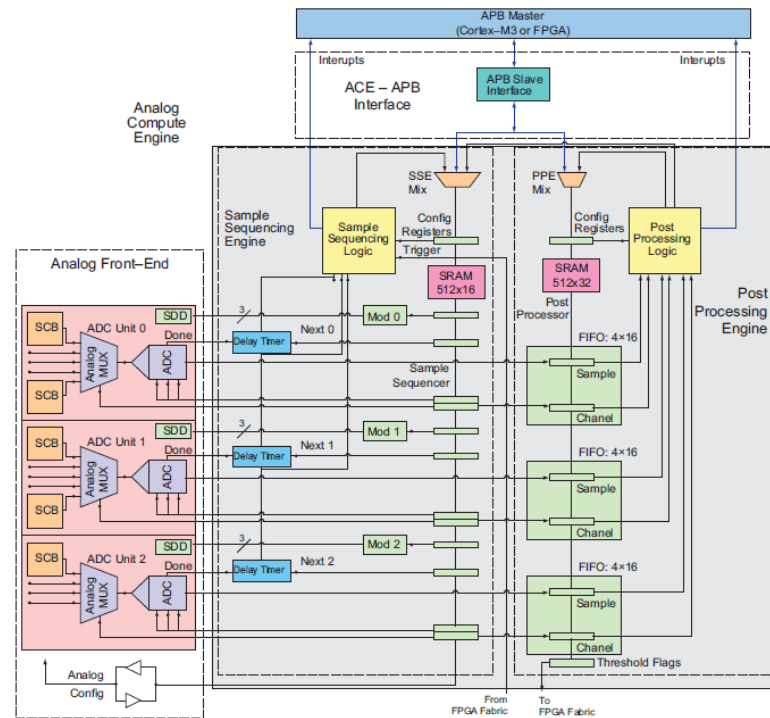 APB Master
(Cortex–M3 or FPGA)
Interupts
Interupts
ACE – APB
Interface
APB Slave
Interface
Analog
Compute
Engine
SSE
Mix
PPE
Mix
Sample
Sequencing
Engine
Sample
Sequencing
Logic
Config
Registers
Trigger
Config
Registers
Post
Processing
Logic
SRAM
512x16
SRAM
512x32
Post
Processor
Post
Processing
Engine
Analog Front–End
SCB
ADC Unit 0
SDD
3
Mod 0
Done
Next 0
Delay Timer
Analog
MUX
ADC
SCB
Sample
Sequencer
FIFO: 4×16
Sample
Chanel
SCB
ADC Unit 1
SDD
3
Mod 1
Done
Next 1
Delay Timer
Analog
MUX
ADC
SCB
FIFO: 4×16
Sample
Chanel
SCB
ADC Unit 2
SDD
3
Mod 2
Done
Next 2
Delay Timer
Analog
MUX
ADC
FIFO: 4×16
Sample
Chanel
Threshold Flags
Analog
Config
From
FPGA Fabric
To
FPGA Fabric